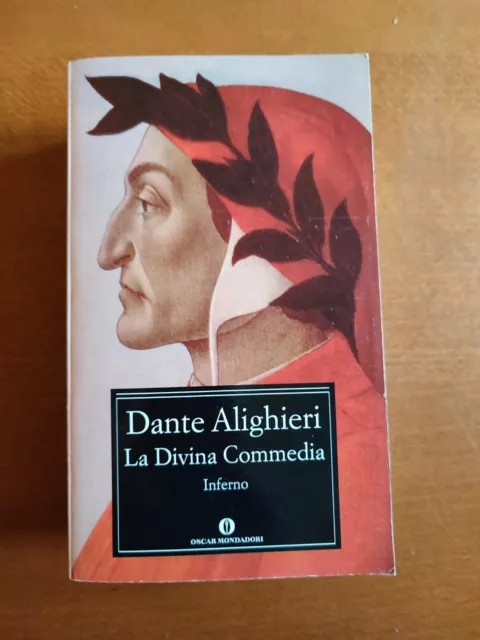 Dante Alighieri
La Divina Commedia
Inferno
OSCAR MONDADORI